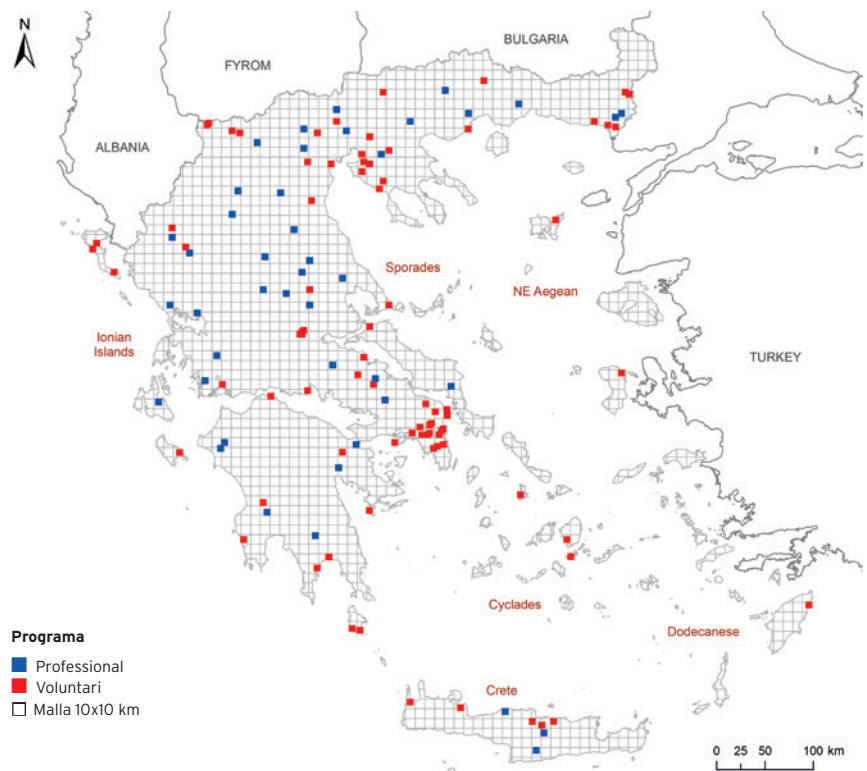 N
BULGARIA
FYROM
ALBANIA
Sporades
NE Aegean
Ionian
Islands
TURKEY
Cyclades
Dodecanese
Programa
Professional
Voluntari
Malla 10x10 km
Crete
0 25 50 100 km